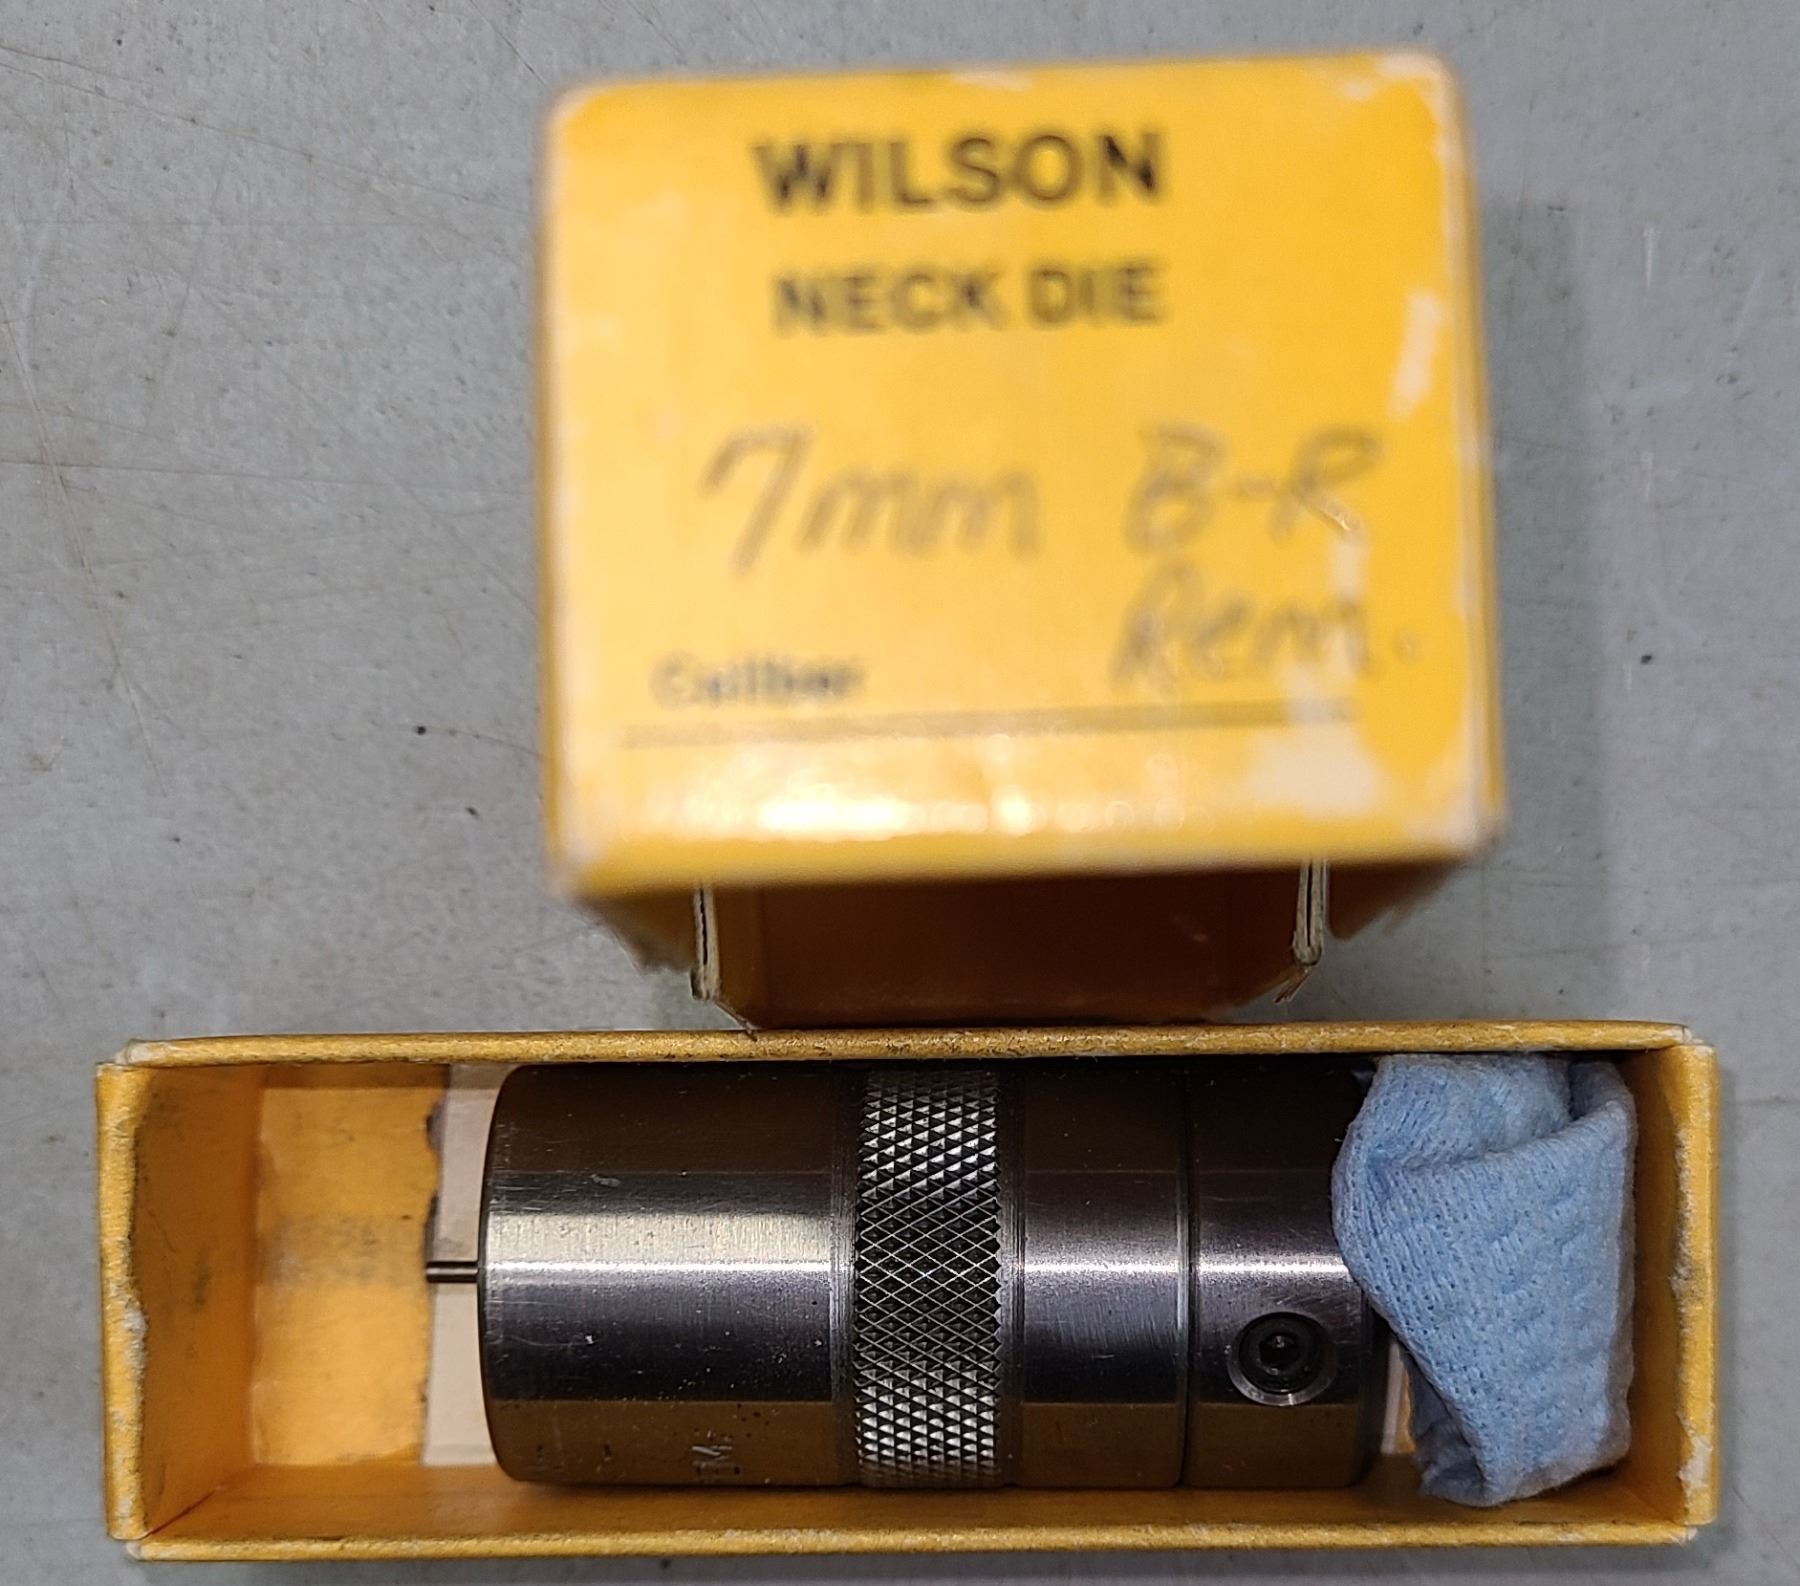 WILSON
NECK DIE
7mm B-R
Rem.
Caliber